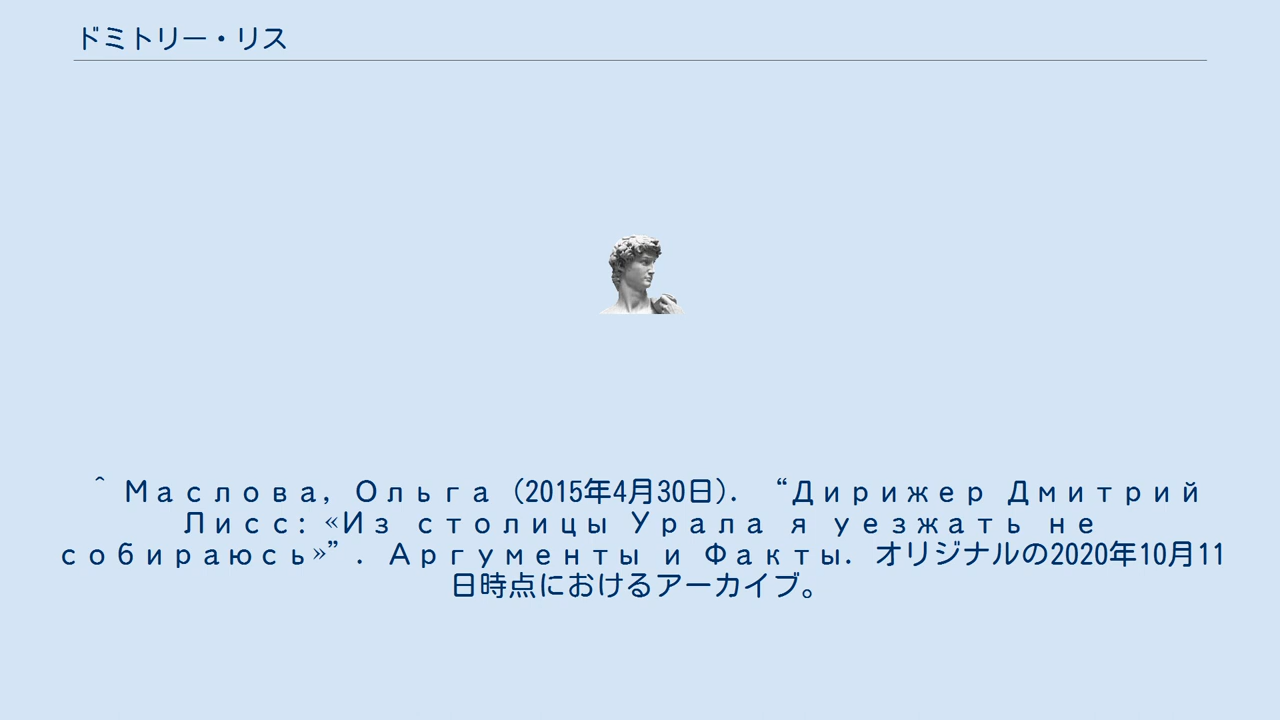 ドミトリー・リス
^ Маслова, Ольга (2015年4月30日). “Дирижер Дмитрий
Лисс: «Из столицы Урала я уезжать не
собираюсь»”. Аргументы и Факты. オリジナルの2020年10月11
日時点におけるアーカイブ。